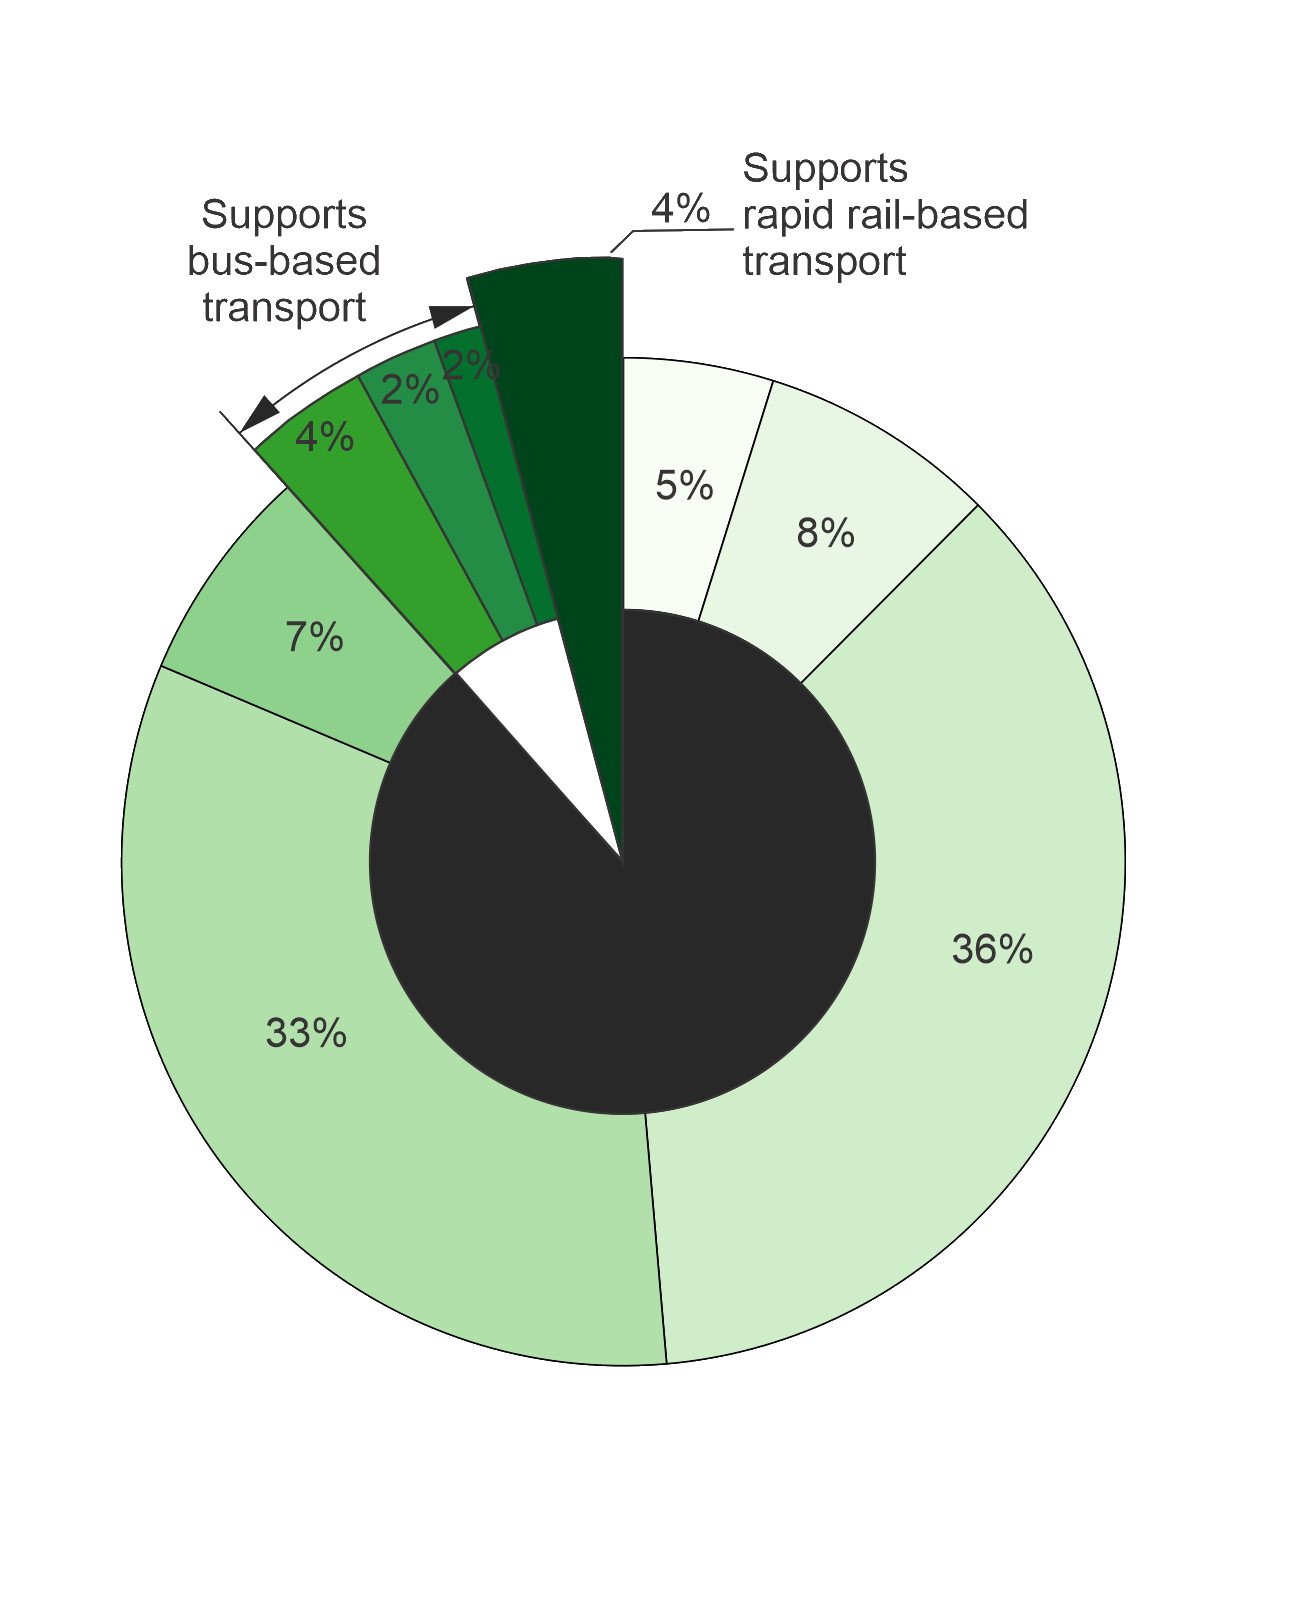 Supports
rapid rail-based
transport
4%
Supports
bus-based
transport
2%
2%
4%
5%
8%
7%
36%
33%